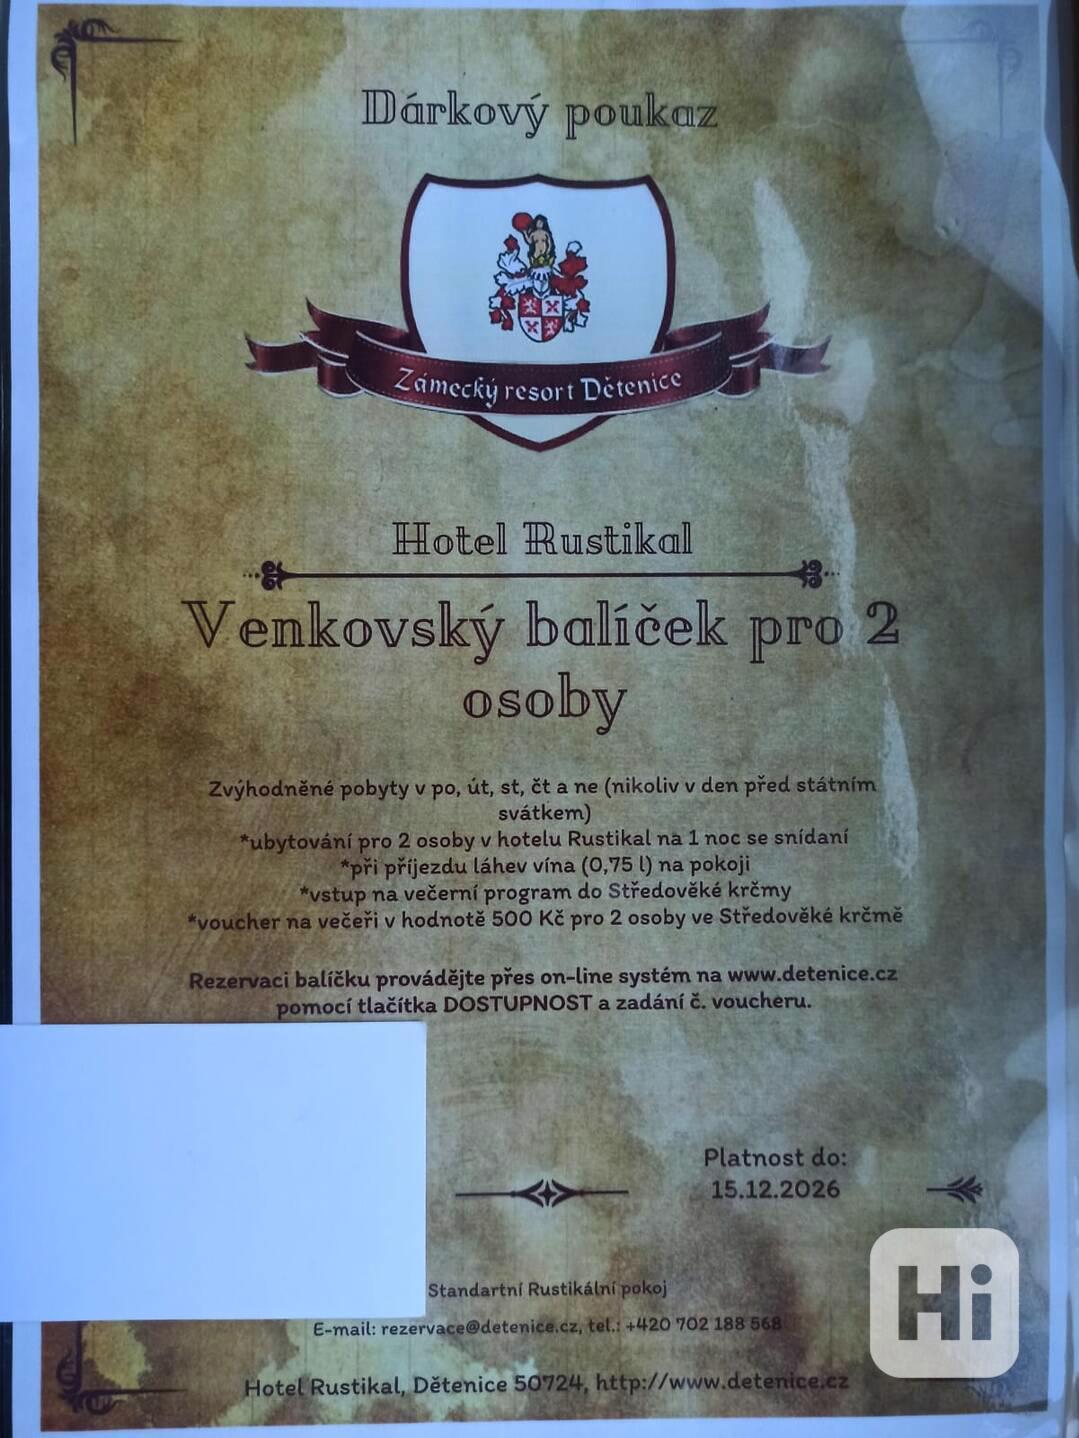 Dárkový poukaz
Zámecký resort Dětenice
Hotel Rustikal
Venkovský balíček pro 2
osoby
Zvýhodněné pobyty v po, út, st, čt a ne (nikoliv v den před státním
svátkem)
*ubytování pro 2 osoby v hotelu Rustikal na 1 noc se snídaní
*při příjezdu láhev vína (0,75 l) na pokoji
*vstup na večerní program do Středověké krčmy
*voucher na večeři v hodnotě 500 Kč pro 2 osoby ve Středověké krčmě
Rezervaci balíčku provádějte přes on-line systém na www.detenice.cz
pomocí tlačítka DOSTUPNOST a zadání č. voucheru.
Platnost do:
15.12.2026
Standartní Rustikální pokoj
E-mail: rezervace@detenice.cz, tel.: +420 702 188 568
Hotel Rustikal, Dětenice 50724, http://www.detenice.cz
Hi